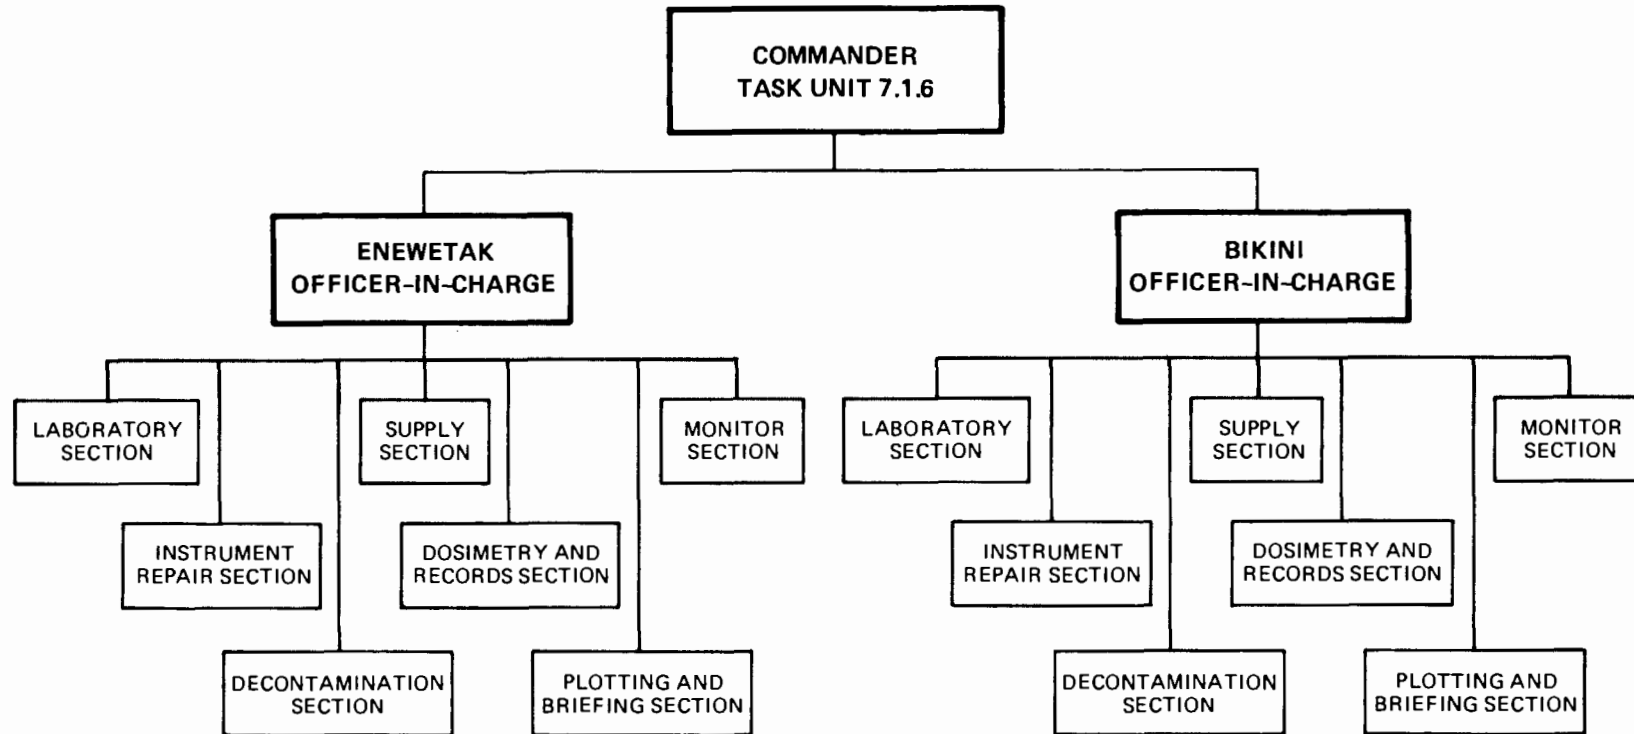 COMMANDER
TASK UNIT 7.1.6
ENEWETAK
OFFICER-IN-CHARGE
BIKINI
OFFICER-IN-CHARGE
LABORATORY
SECTION
SUPPLY
SECTION
MONITOR
SECTION
LABORATORY
SECTION
SUPPLY
SECTION
MONITOR
SECTION
INSTRUMENT
REPAIR SECTION
DOSIMETRY AND
RECORDS SECTION
INSTRUMENT
REPAIR SECTION
DOSIMETRY AND
RECORDS SECTION
DECONTAMINATION
SECTION
PLOTTING AND
BRIEFING SECTION
DECONTAMINATION
SECTION
PLOTTING AND
BRIEFING SECTION